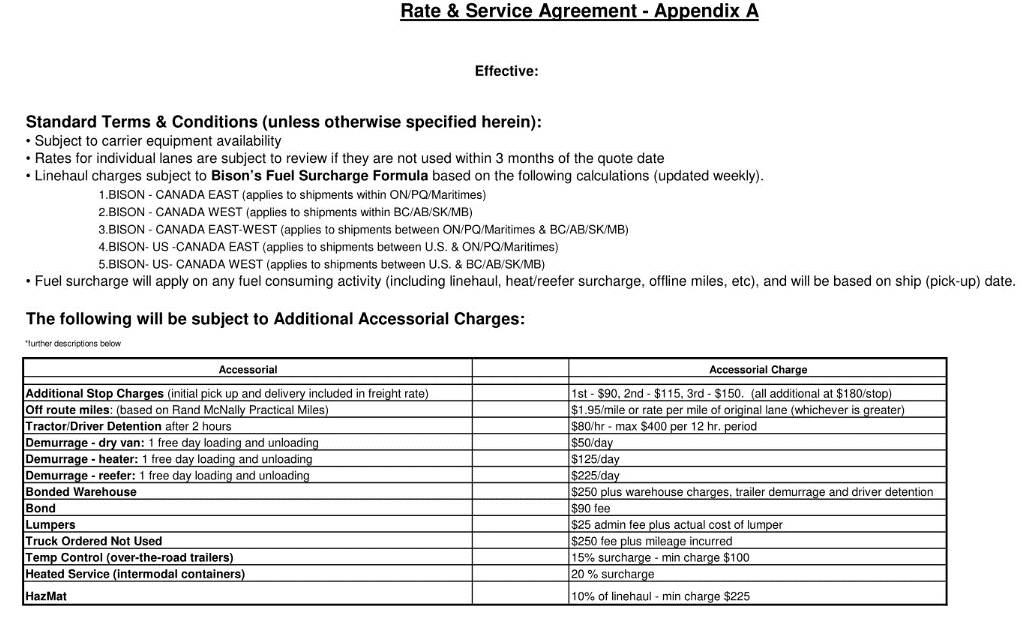 Rate & Service Agreement - Appendix A
Effective:
Standard Terms & Conditions (unless otherwise specified herein):
• Subject to carrier equipment availability
• Rates for individual lanes are subject to review if they are not used within 3 months of the quote date
• Linehaul charges subject to Bison's Fuel Surcharge Formula based on the following calculations (updated weekly).
1.BISON - CANADA EAST (applies to shipments within ON/PQ/Maritimes)
2.BISON - CANADA WEST (applies to shipments within BC/AB/SK/MB)
3.BISON - CANADA EAST-WEST (applies to shipments between ON/PQ/Maritimes & BC/AB/SK/MB)
4.BISON- US -CANADA EAST (applies to shipments between U.S. & ON/PQ/Maritimes)
5.BISON- US- CANADA WEST (applies to shipments between U.S. & BC/AB/SK/MB)
• Fuel surcharge will apply on any fuel consuming activity (including linehaul, heat/reefer surcharge, offline miles, etc), and will be based on ship (pick-up) date.
The following will be subject to Additional Accessorial Charges:
*further descriptions below
Accessorial Accessorial Charge
Additional Stop Charges (initial pick up and delivery included in freight rate) 1st - $90, 2nd - $115, 3rd - $150. (all additional at $180/stop)
Off route miles: (based on Rand McNally Practical Miles) $1.95/mile or rate per mile of original lane (whichever is greater)
Tractor/Driver Detention after 2 hours $80/hr - max $400 per 12 hr. period
Demurrage - dry van: 1 free day loading and unloading $50/day
Demurrage - heater: 1 free day loading and unloading $125/day
Demurrage - reefer: 1 free day loading and unloading $225/day
Bonded Warehouse $250 plus warehouse charges, trailer demurrage and driver detention
Bond $90 fee
Lumpers $25 admin fee plus actual cost of lumper
Truck Ordered Not Used $250 fee plus mileage incurred
Temp Control (over-the-road trailers) 15% surcharge - min charge $100
Heated Service (intermodal containers) 20 % surcharge
HazMat 10% of linehaul - min charge $225